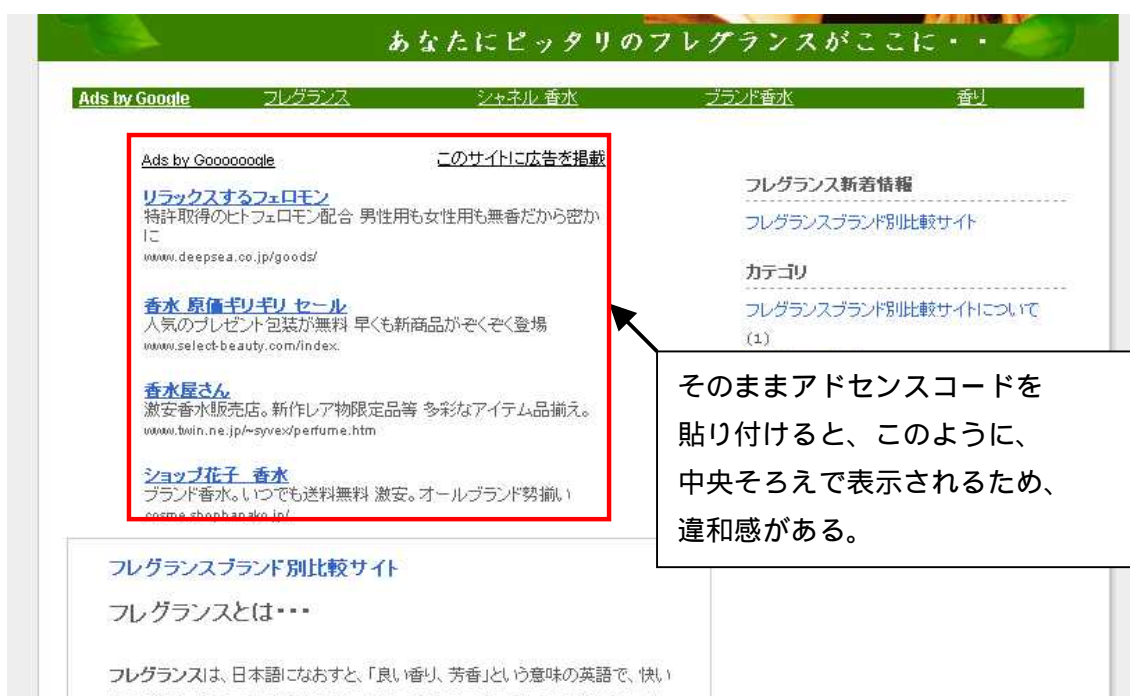 あなたにピッタリのフレグランスがここに・・
Ads by Google フレグランス シャネル 香水 ブランド香水 香り
Ads by Goooooogle このサイトに広告を掲載
リラックスするフェロモン
特許取得のヒトフェロモン配合 男性用も女性用も無香だから密か
に
www.deepsea.co.jp/goods/
香水 原価ギリギリ セール
人気のプレゼント包装が無料 早くも新商品がぞくぞく登場
www.select-beauty.com/index.
香水屋さん
激安香水販売店。新作レア物限定品等 多彩なアイテム品揃え。
www.twin.ne.jp/~syvex/perfume.htm
ショップ花子 香水
ブランド香水。いつでも送料無料 激安。オールブランド勢揃い
cosme.shophanako.jp/
フレグランス新着情報
フレグランスブランド別比較サイト
カテゴリ
フレグランスブランド別比較サイトについて
(1)
そのままアドセンスコードを
貼り付けると、このように、
中央そろえで表示されるため、
違和感がある。
フレグランスブランド別比較サイト
フレグランスとは・・・
フレグランスは、日本語になおすと、「良い香り、芳香」という意味の英語で、快い